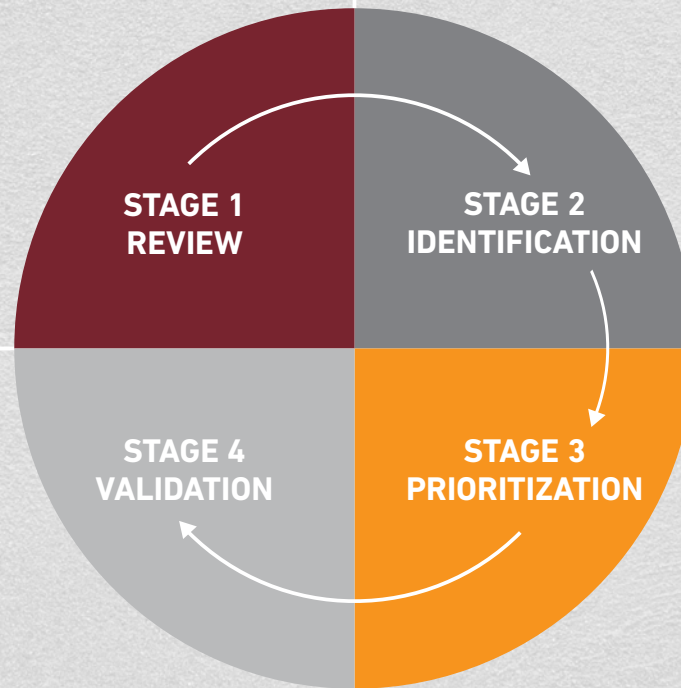 STAGE 1
REVIEW
STAGE 2
IDENTIFICATION
STAGE 3
PRIORITIZATION
STAGE 4
VALIDATION